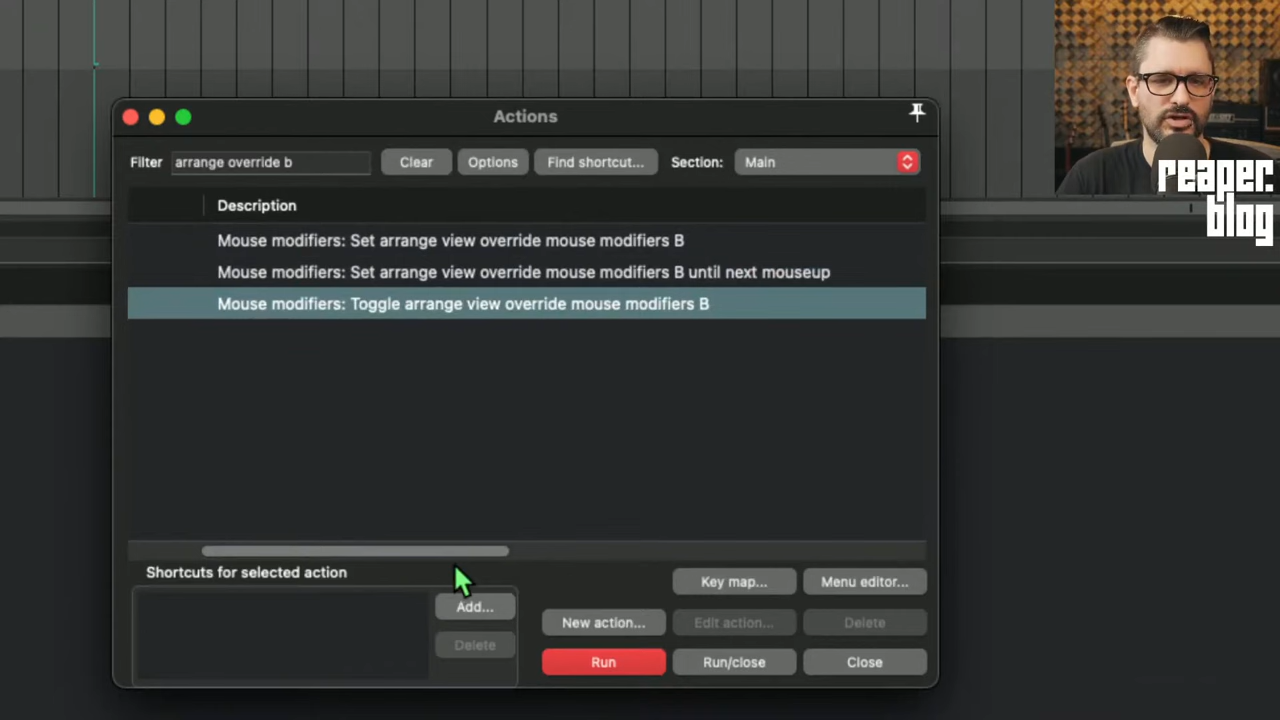 Actions
Filter arrange override b Clear Options Find shortcut... Section: Main
Description
Mouse modifiers: Set arrange view override mouse modifiers B
Mouse modifiers: Set arrange view override mouse modifiers B until next mouseup
Mouse modifiers: Toggle arrange view override mouse modifiers B
Shortcuts for selected action
Add...
Delete
Key map... Menu editor...
New action... Edit action... Delete
Run Run/close Close
reaper.
blog